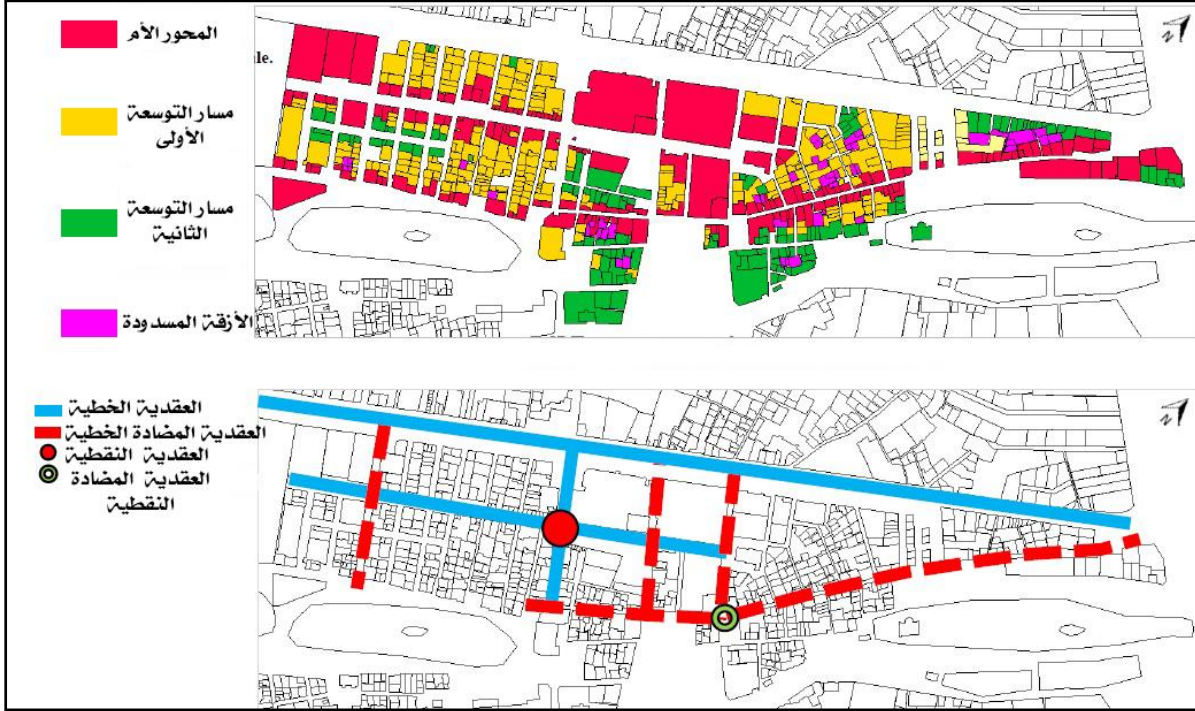 المحور الأم
le.
مسار التوسعة
الأولى
مسار التوسعة
الثانية
الأزقة المسدودة
N
العقدية الخطية
العقدية المضادة الخطية
العقدية النقطية
العقدية المضادة
النقطية
N